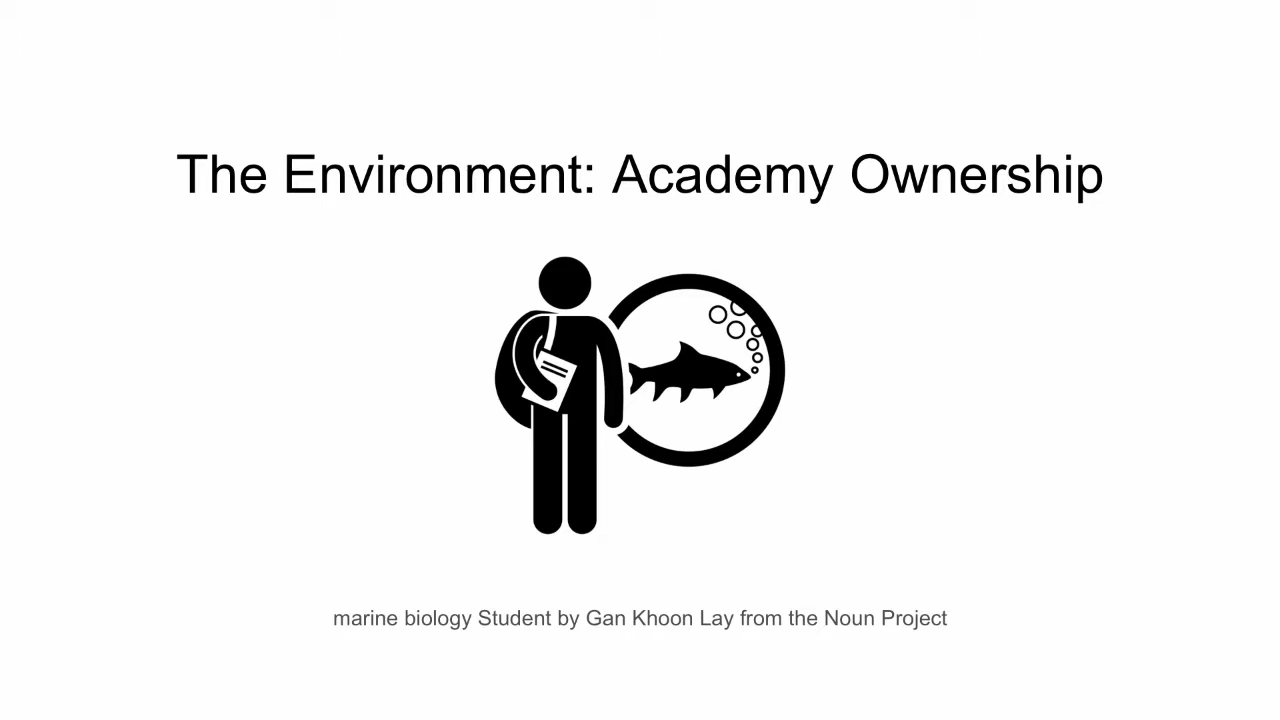 The Environment: Academy Ownership
marine biology Student by Gan Khoon Lay from the Noun Project